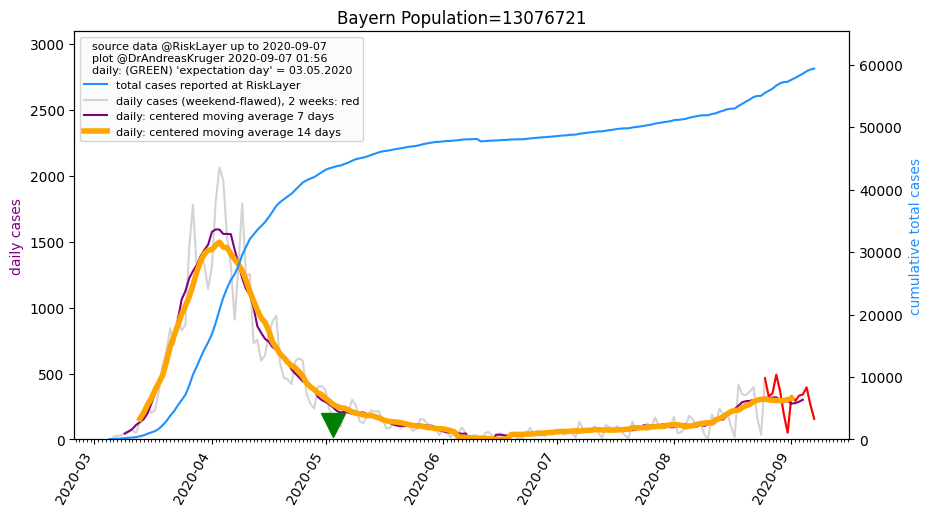 Bayern Population=13076721
source data @RiskLayer up to 2020-09-07
plot @DrAndreasKruger 2020-09-07 01:56
daily: (GREEN) 'expectation day' = 03.05.2020
total cases reported at RiskLayer
daily cases (weekend-flawed), 2 weeks: red
daily: centered moving average 7 days
daily: centered moving average 14 days
daily cases
3000
2500
2000
1500
1000
500
0
cumulative total cases
60000
50000
40000
30000
20000
10000
0
2020-03
2020-04
2020-05
2020-06
2020-07
2020-08
2020-09